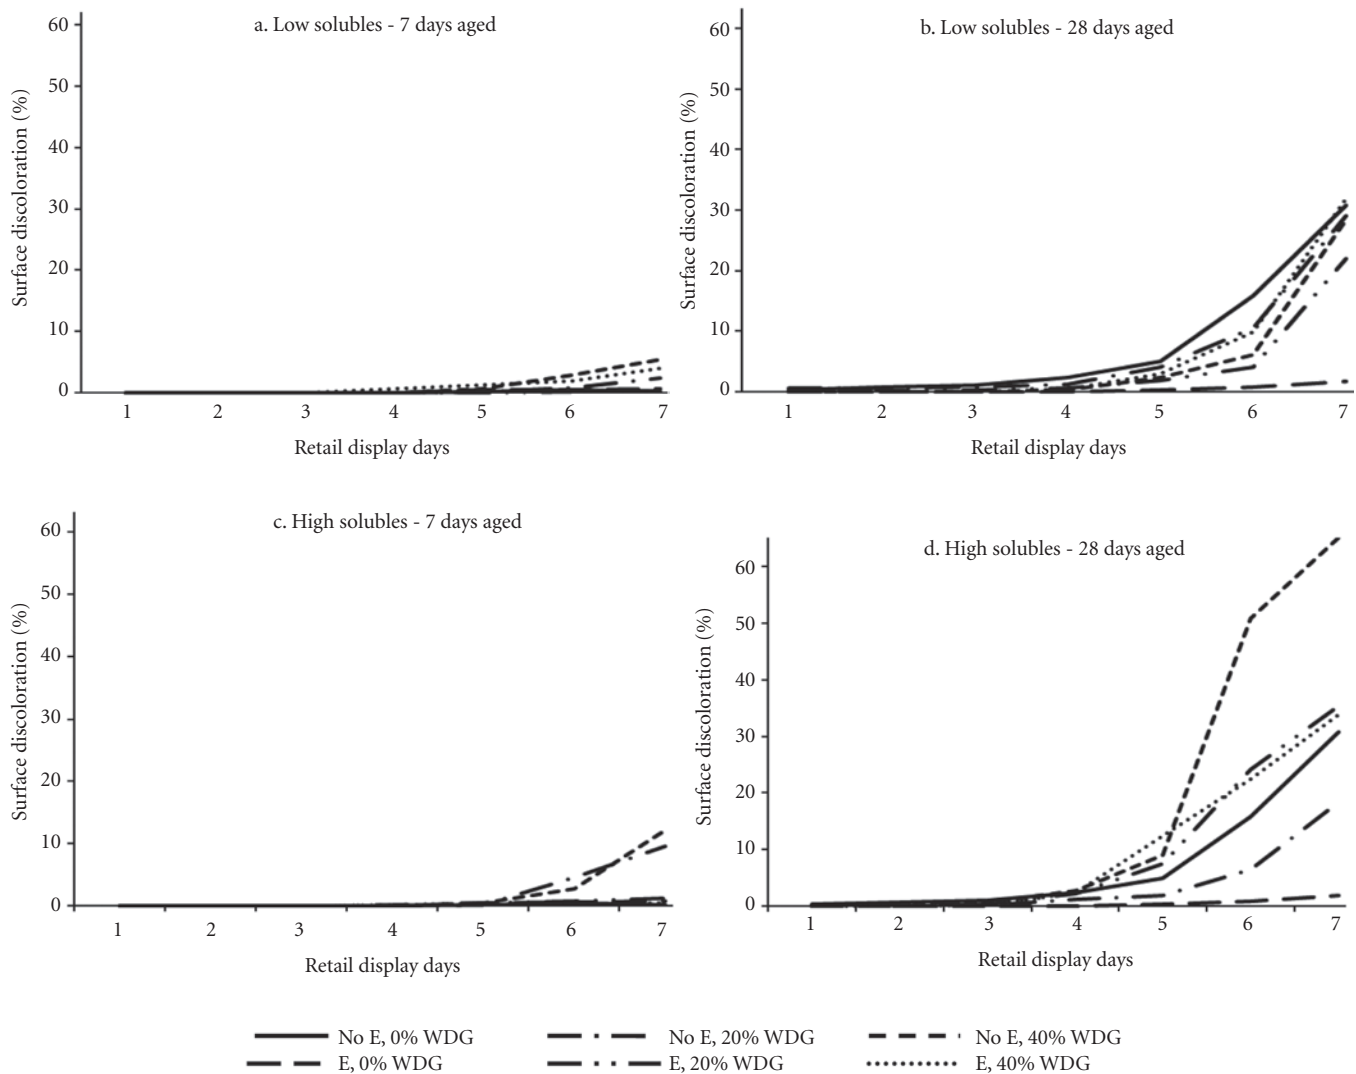 a. Low solubles - 7 days aged
Surface discoloration (%)
60
50
40
30
20
10
0
1 2 3 4 5 6 7
Retail display days
b. Low solubles - 28 days aged
Surface discoloration (%)
60
50
40
30
20
10
0
1 2 3 4 5 6 7
Retail display days
c. High solubles - 7 days aged
Surface discoloration (%)
60
50
40
30
20
10
0
1 2 3 4 5 6 7
Retail display days
d. High solubles - 28 days aged
Surface discoloration (%)
60
50
40
30
20
10
0
1 2 3 4 5 6 7
Retail display days
No E, 0% WDG
No E, 20% WDG
No E, 40% WDG
E, 0% WDG
E, 20% WDG
E, 40% WDG